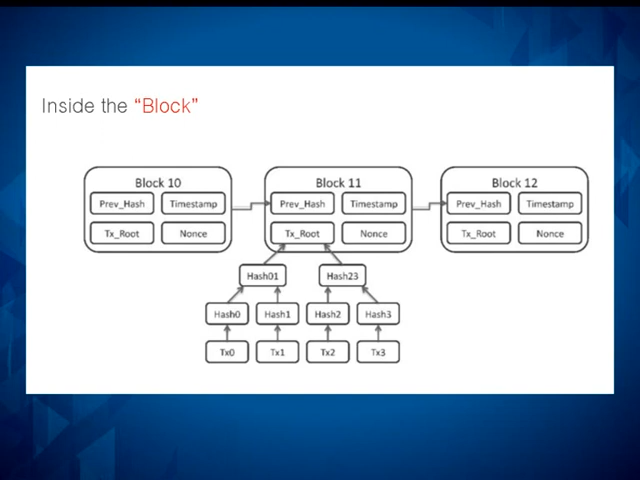 Inside the “Block”
Block 10 Block 11 Block 12
Prev_Hash Timestamp Prev_Hash Timestamp Prev_Hash Timestamp
Tx_Root Nonce Tx_Root Nonce Tx_Root Nonce
Hash01 Hash23
Hash0 Hash1 Hash2 Hash3
Tx0 Tx1 Tx2 Tx3